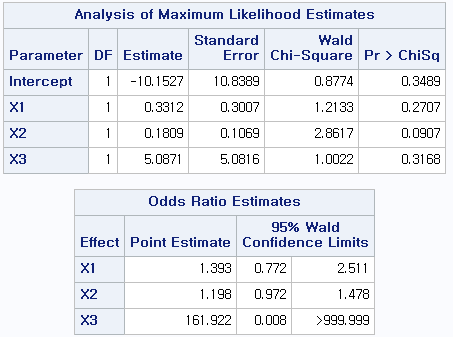 Analysis of Maximum Likelihood Estimates
Parameter DF Estimate Standard Error Wald Chi-Square Pr > ChiSq
Intercept 1 -10.1527 10.8389 0.8774 0.3489
X1 1 0.3312 0.3007 1.2133 0.2707
X2 1 0.1809 0.1069 2.8617 0.0907
X3 1 5.0871 5.0816 1.0022 0.3168
Odds Ratio Estimates
Effect Point Estimate 95% Wald Confidence Limits
X1 1.393 0.772 2.511
X2 1.198 0.972 1.478
X3 161.922 0.008 >999.999